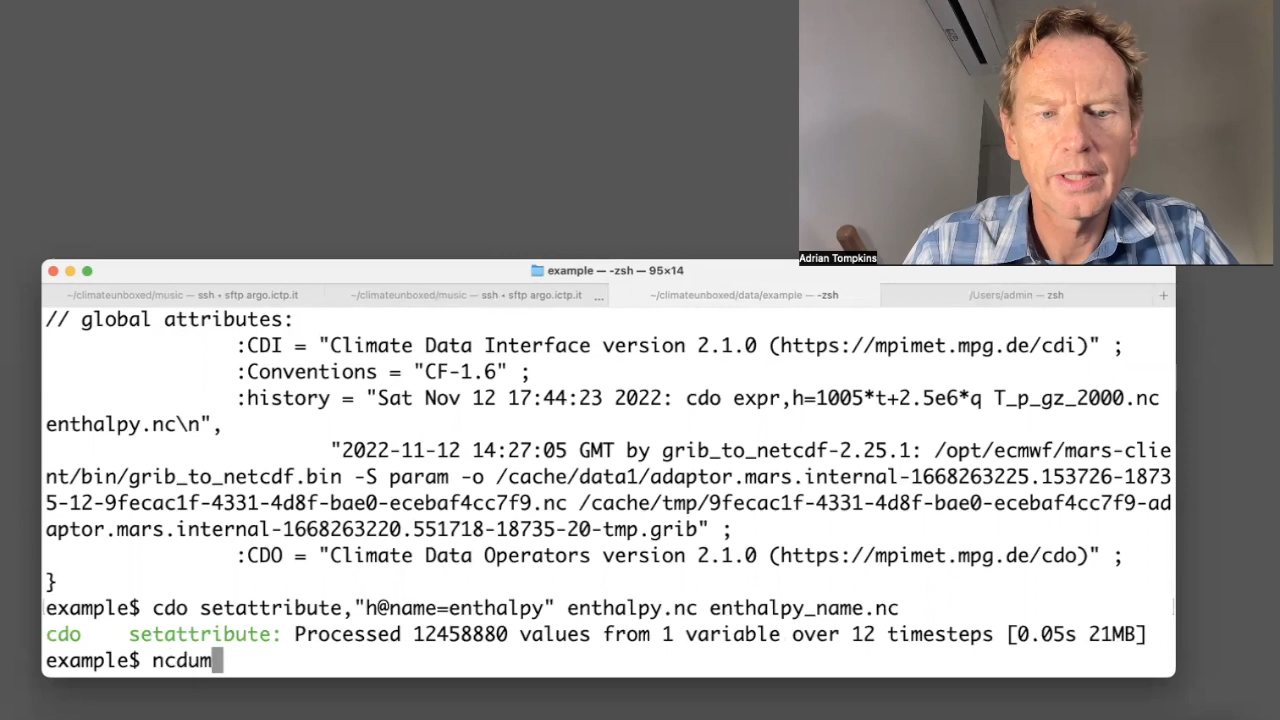 Adrian Tompkins
example — -zsh — 95×14
~/climateunboxed/music — ssh • sftp argo.ictp.it
~/climateunboxed/music — ssh • sftp argo.ictp.it ...
~/climateunboxed/data/example — -zsh
/Users/admin — zsh +
// global attributes:
:CDI = "Climate Data Interface version 2.1.0 (https://mpimet.mpg.de/cdi)" ;
:Conventions = "CF-1.6" ;
:history = "Sat Nov 12 17:44:23 2022: cdo expr,h=1005*t+2.5e6*q T_p_gz_2000.nc
enthalpy.nc\n",
"2022-11-12 14:27:05 GMT by grib_to_netcdf-2.25.1: /opt/ecmwf/mars-clie
nt/bin/grib_to_netcdf.bin -S param -o /cache/data1/adaptor.mars.internal-1668263225.153726-1873
5-12-9fecac1f-4331-4d8f-bae0-ecebaf4cc7f9.nc /cache/tmp/9fecac1f-4331-4d8f-bae0-ecebaf4cc7f9-ad
aptor.mars.internal-1668263220.551718-18735-20-tmp.grib" ;
:CDO = "Climate Data Operators version 2.1.0 (https://mpimet.mpg.de/cdo)" ;
}
example$ cdo setattribute,"h@name=enthalpy" enthalpy.nc enthalpy_name.nc
cdo    setattribute: Processed 12458880 values from 1 variable over 12 timesteps [0.05s 21MB]
example$ ncdum